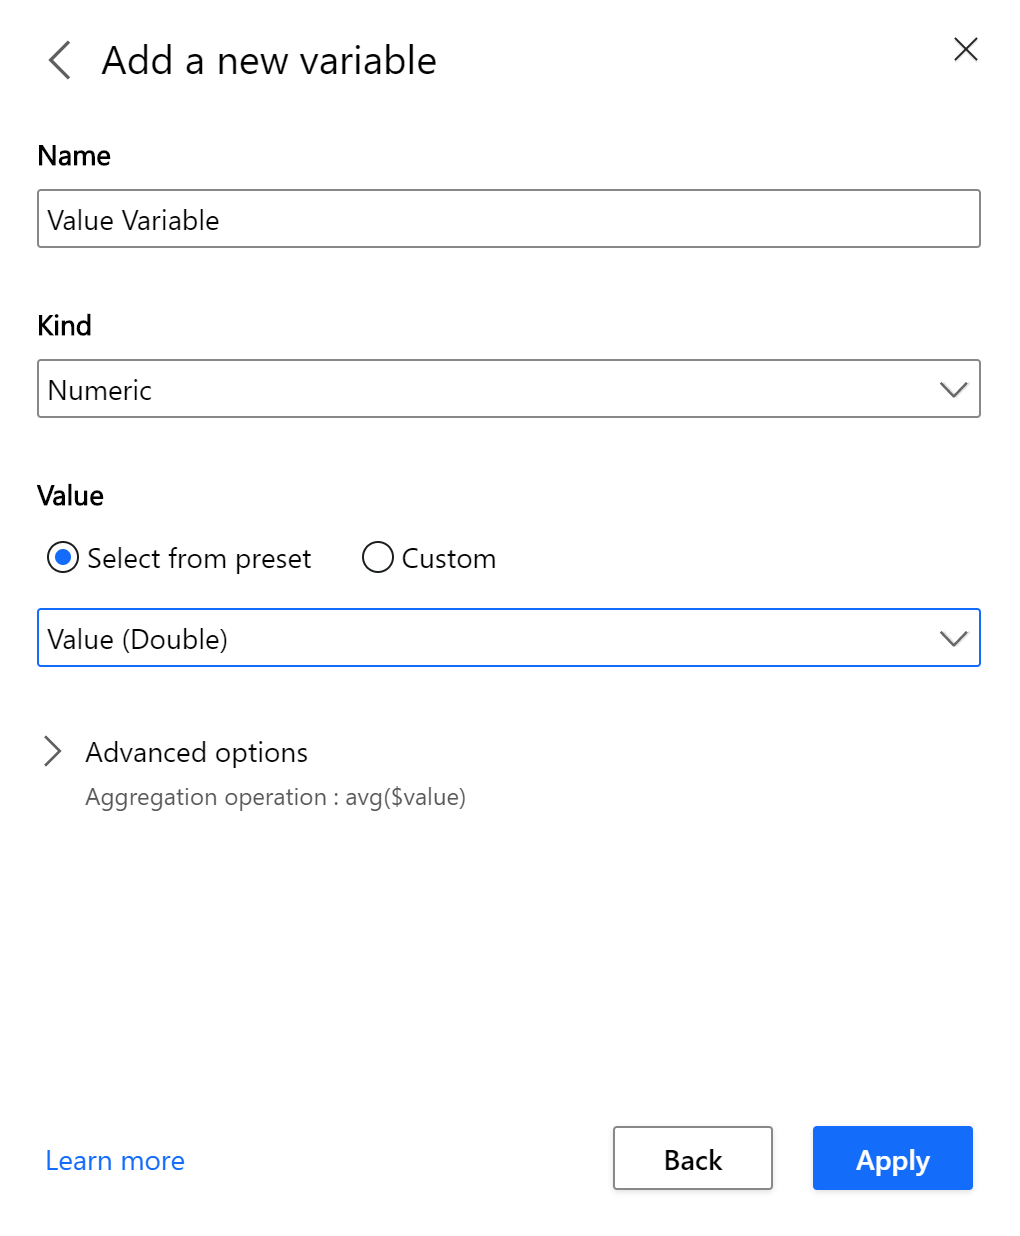 Add a new variable
Name
Value Variable
Kind
Numeric
Value
Select from preset Custom
Value (Double)
Advanced options
Aggregation operation : avg($value)
Learn more Back Apply